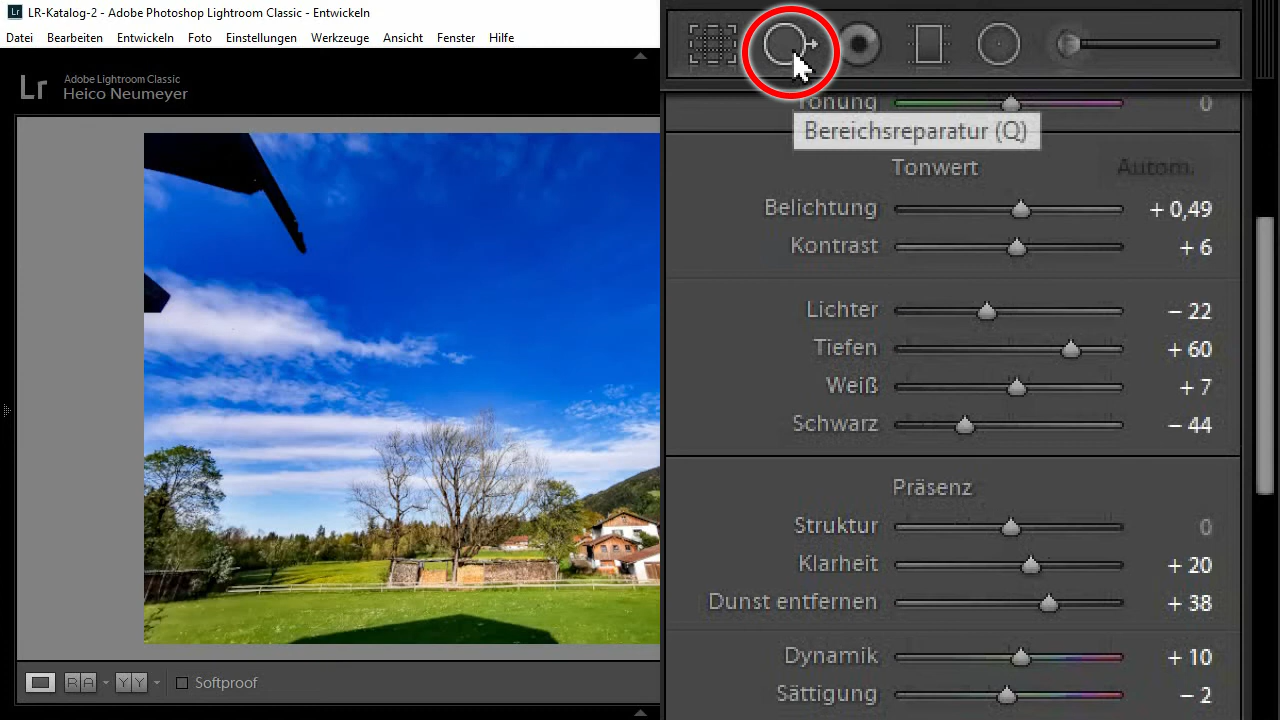 Lr LR-Katalog-2 - Adobe Photoshop Lightroom Classic - Entwickeln
Datei Bearbeiten Entwickeln Foto Einstellungen Werkzeuge Ansicht Fenster Hilfe
Lr Adobe Lightroom Classic
Heico Neumeyer
Tonung 0
Bereichsreparatur (Q)
Tonwert Autom.
Belichtung + 0,49
Kontrast + 6
Lichter – 22
Tiefen + 60
Weiß + 7
Schwarz – 44
Präsenz
Struktur 0
Klarheit + 20
Dunst entfernen + 38
Dynamik + 10
Sättigung – 2
R A Y Y Softproof